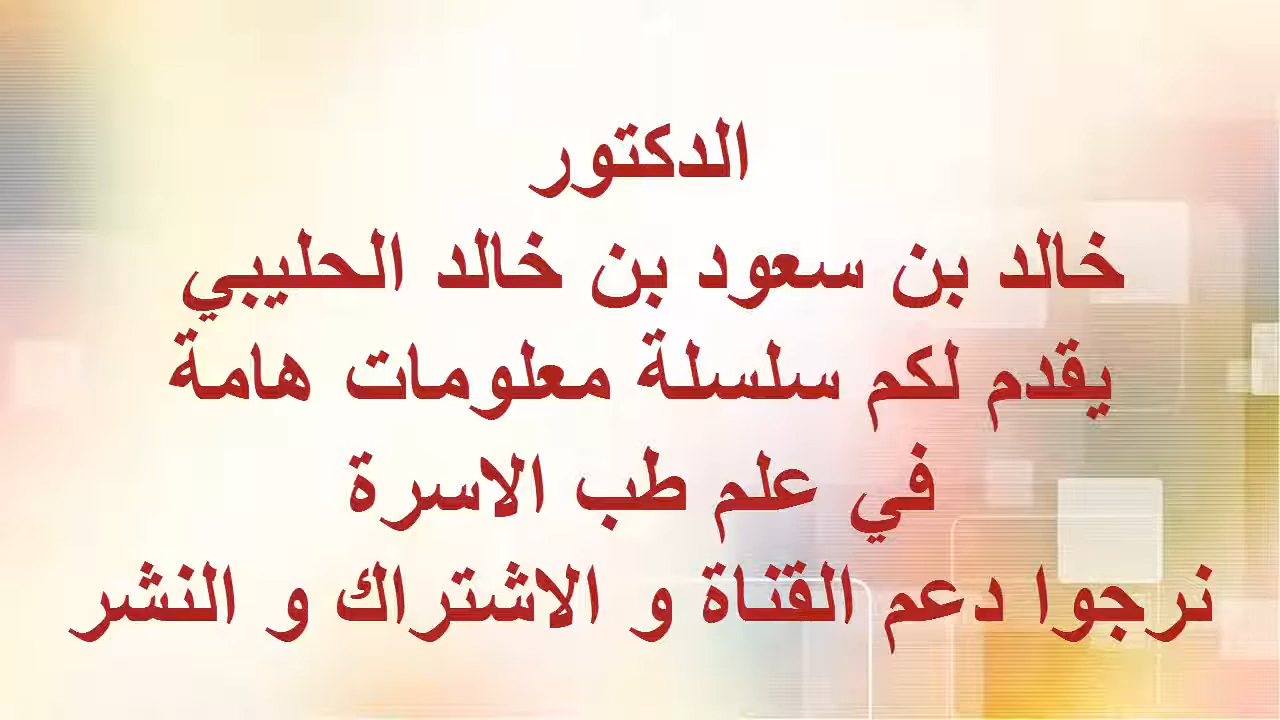 الدكتور
خالد بن سعود بن خالد الحليبي
يقدم لكم سلسلة معلومات هامة
في علم طب الاسرة
نرجوا دعم القناة و الاشتراك و النشر